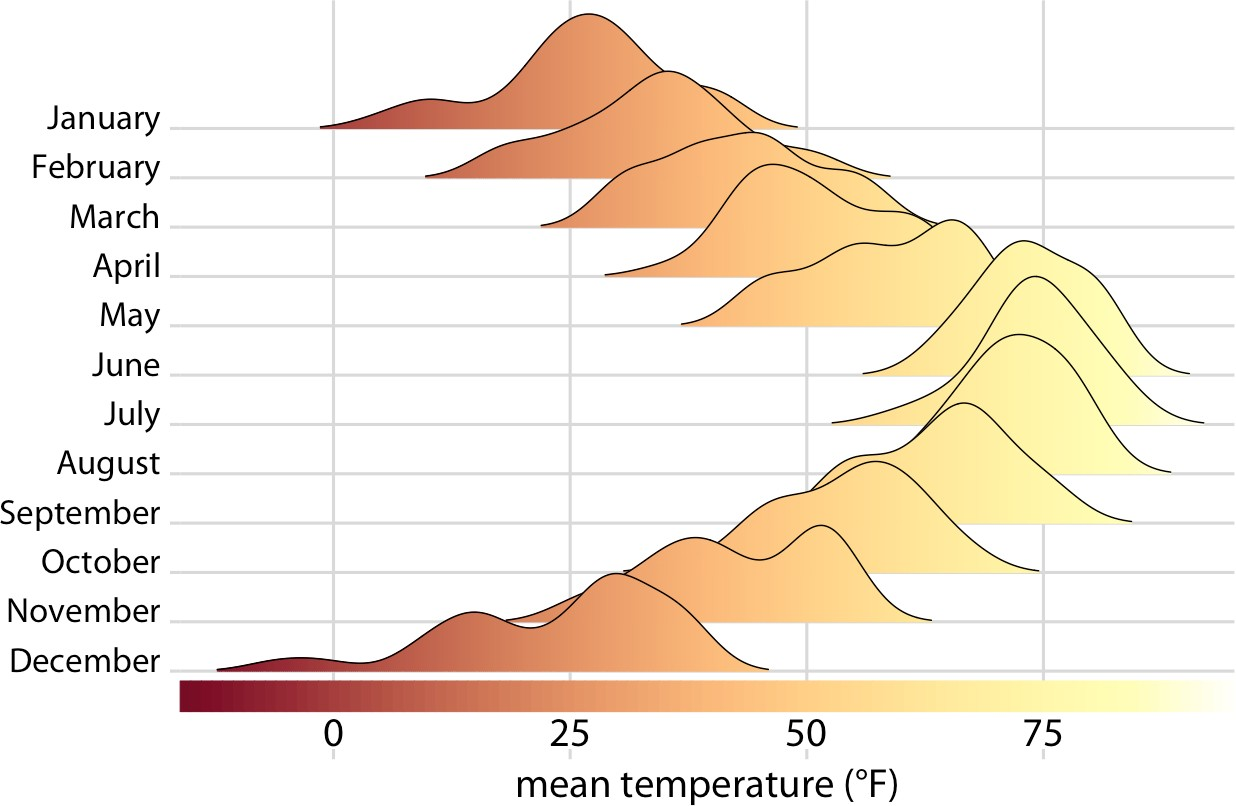 January
February
March
April
May
June
July
August
September
October
November
December
0 25 50 75
mean temperature (°F)